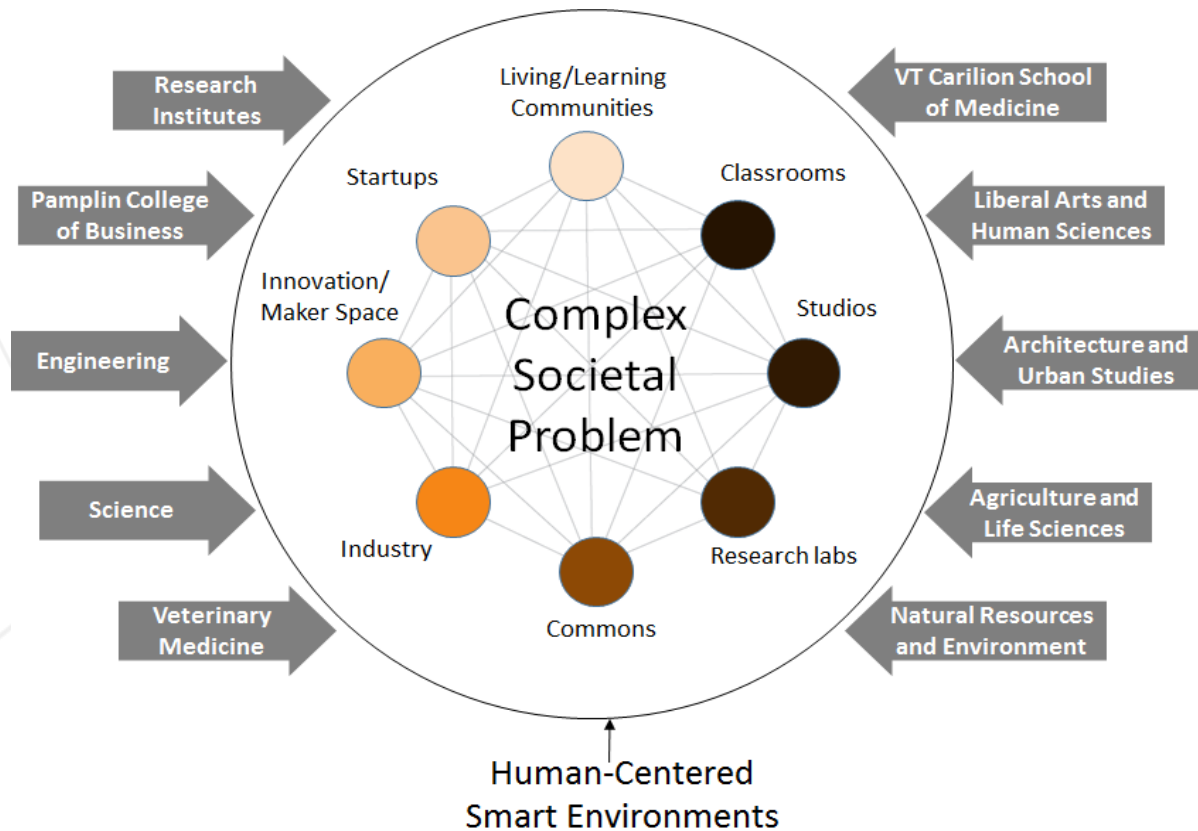 Research
Institutes
Pamplin College
of Business
Engineering
Science
Veterinary
Medicine
Living/Learning
Communities
Startups
Classrooms
Innovation/
Maker Space
Studios
Complex
Societal
Problem
Industry
Research labs
Commons
VT Carilion School
of Medicine
Liberal Arts and
Human Sciences
Architecture and
Urban Studies
Agriculture and
Life Sciences
Natural Resources
and Environment
Human-Centered
Smart Environments